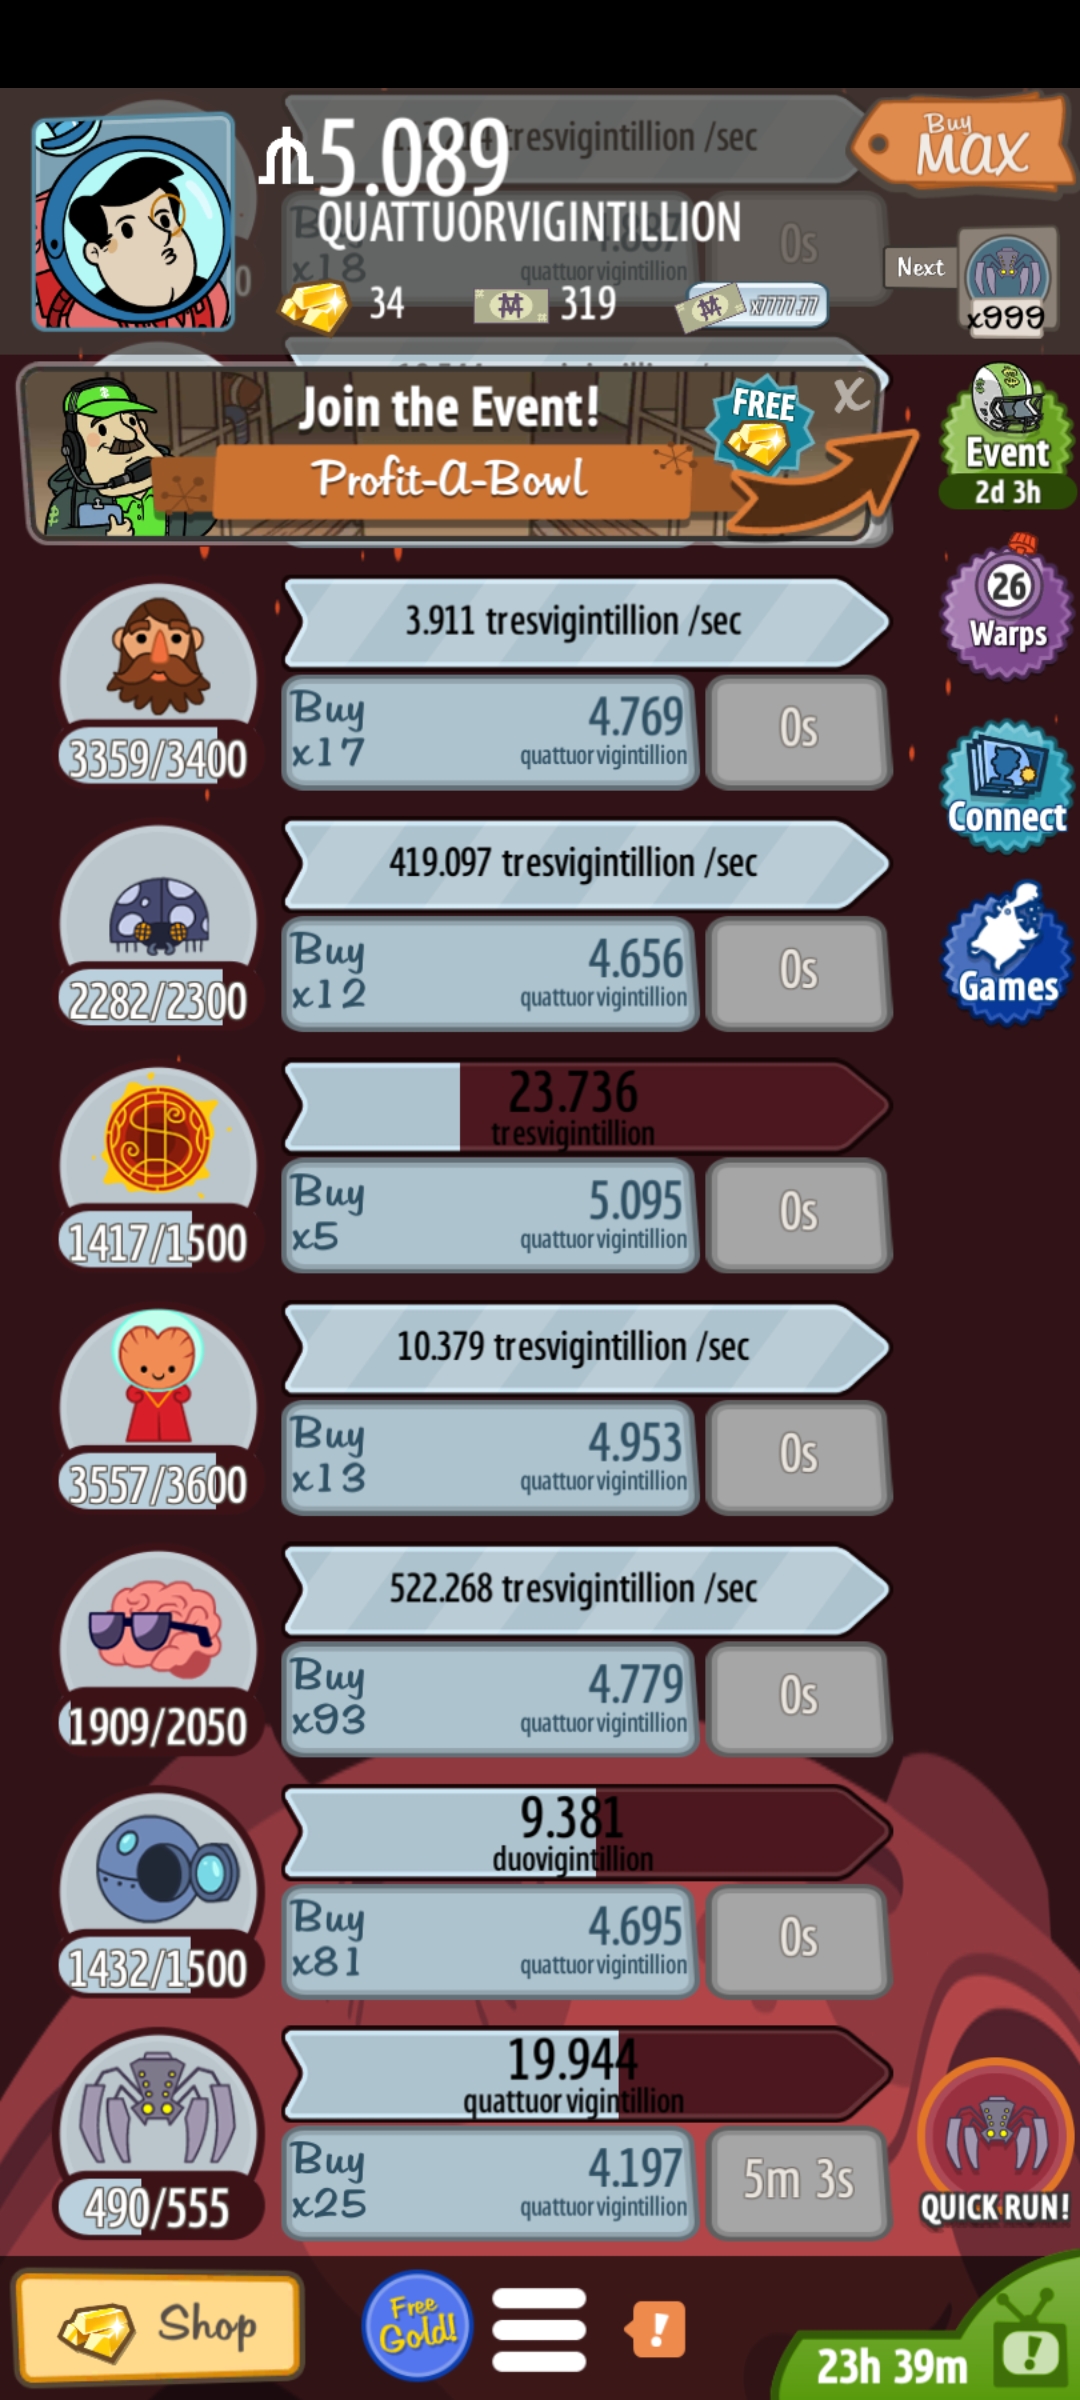 ₥5.089
QUATTUORVIGINTILLION
tresvigintillion /sec
Buy
MAX
x18
quattuorvigintillion
0s
34
319
x7777.77
Next
x999
Join the Event!
Profit-A-Bowl
FREE
X
Event
2d 3h
3.911 tresvigintillion /sec
3359/3400
Buy
x17
4.769
quattuorvigintillion
0s
26
Warps
419.097 tresvigintillion /sec
2282/2300
Buy
x12
4.656
quattuorvigintillion
0s
Connect
Games
23.736
tresvigintillion
1417/1500
Buy
x5
5.095
quattuorvigintillion
0s
10.379 tresvigintillion /sec
3557/3600
Buy
x13
4.953
quattuorvigintillion
0s
522.268 tresvigintillion /sec
1909/2050
Buy
x93
4.779
quattuorvigintillion
0s
9.381
duovigintillion
1432/1500
Buy
x81
4.695
quattuorvigintillion
0s
19.944
quattuorvigintillion
490/555
Buy
x25
4.197
quattuorvigintillion
5m 3s
QUICK RUN!
Shop
Free
Gold!
!
23h 39m
!